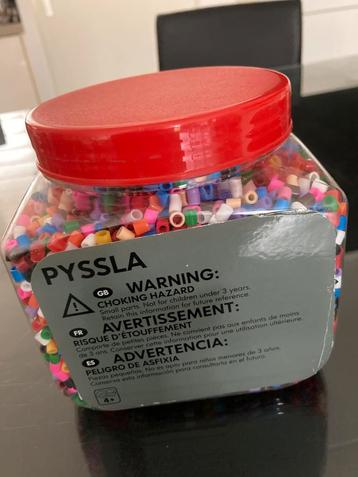 PYSSLA
GB WARNING:
CHOKING HAZARD
Small parts. Not for children under 3 years.
Retain this information for future reference.
FR AVERTISSEMENT:
RISQUE D'ÉTOUFFEMENT
Comporte de petites pièces. Ne convient pas aux enfants de moins
de 3 ans. Conserver cette information pour une utilisation ultérieure.
ES ADVERTENCIA:
PELIGRO DE ASFIXIA
Piezas pequeñas. No es apto para niños menores de 3 años.
Conserva esta información para consultarla en el futuro.
4+